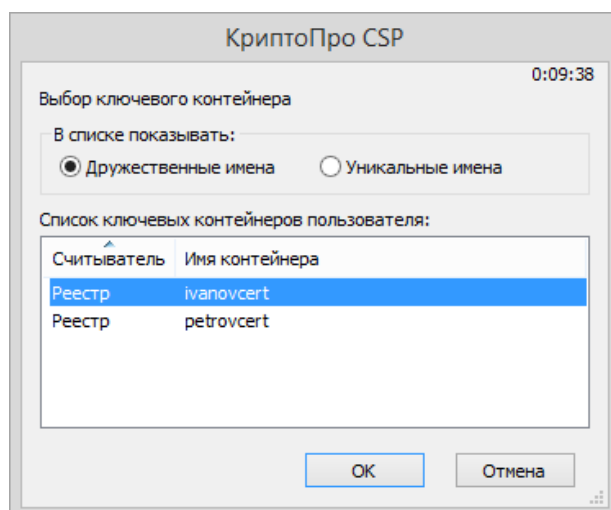 КриптоПро CSP
0:09:38
Выбор ключевого контейнера
В списке показывать:
Дружественные имена Уникальные имена
Список ключевых контейнеров пользователя:
Считыватель Имя контейнера
Реестр ivanovcert
Реестр petrovcert
ОК Отмена